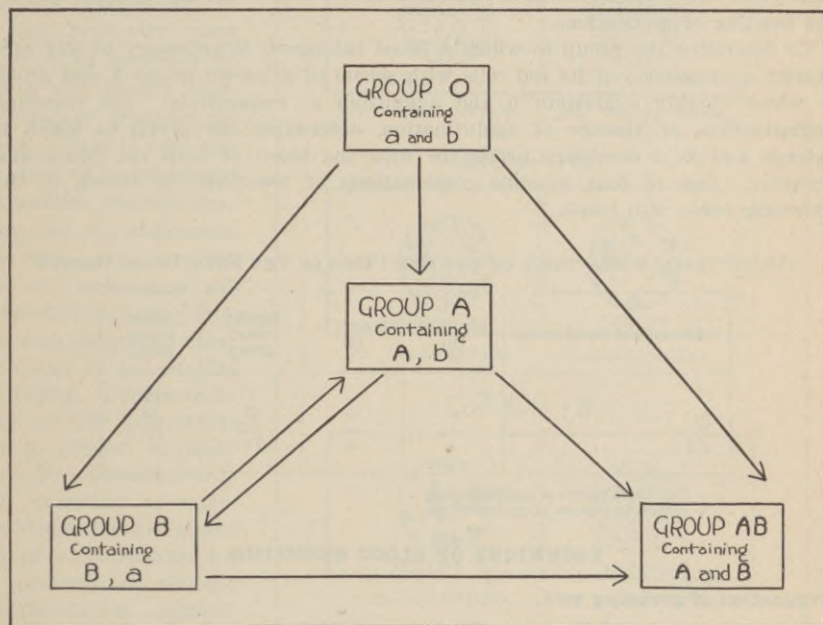 GROUP O
Containing
a and b
GROUP A
Containing
A, b
GROUP B
Containing
B, a
GROUP AB
Containing
A and B